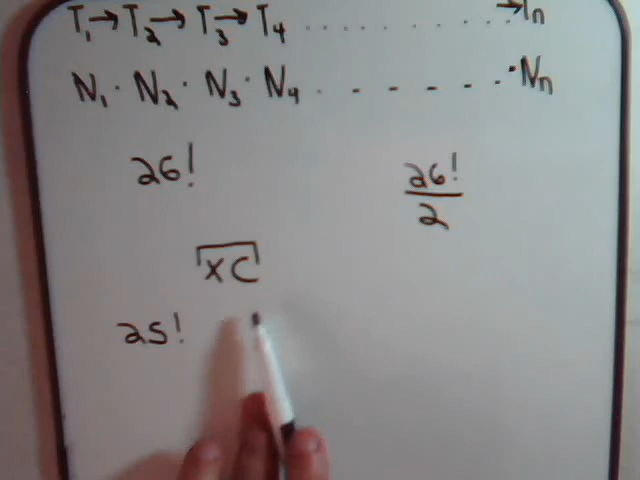 T₁→T₂→T₃→T₄..........→Tn
N₁·N₂·N₃·N₄.------·Nn
26!
26!
2
XC
25!